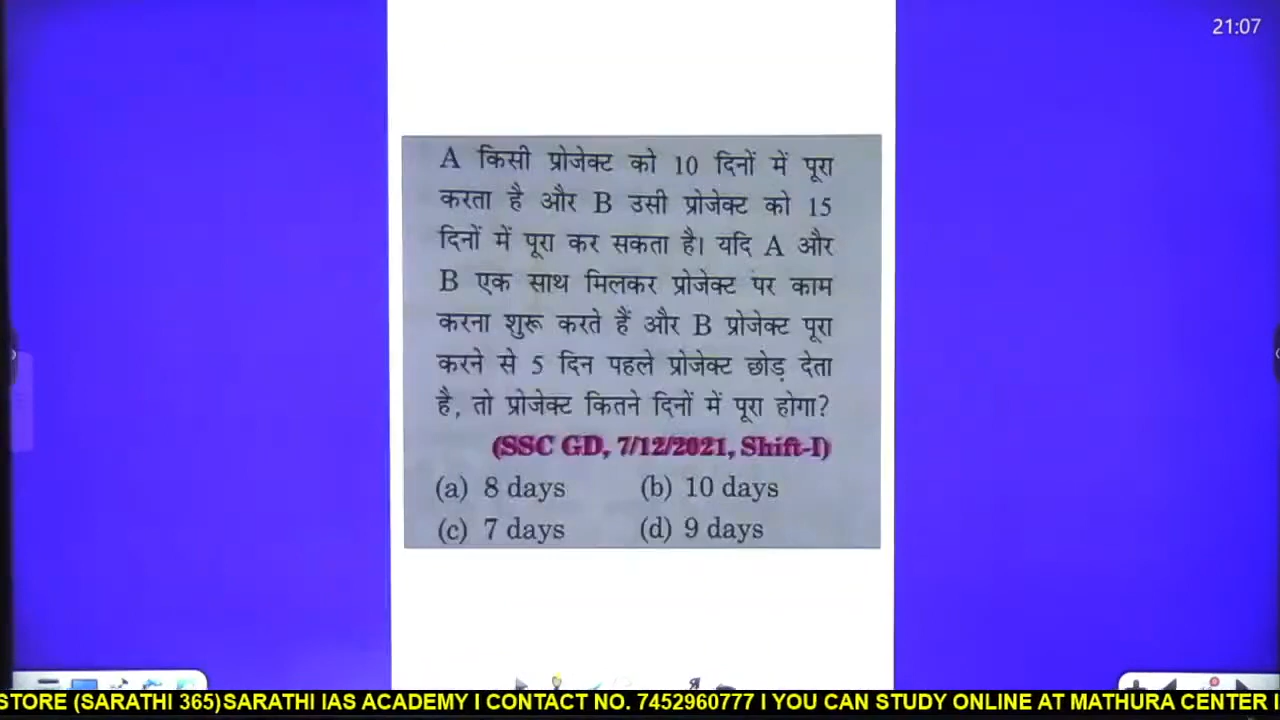 21:07
A किसी प्रोजेक्ट को 10 दिनों में पूरा
करता है और B उसी प्रोजेक्ट को 15
दिनों में पूरा कर सकता है। यदि A और
B एक साथ मिलकर प्रोजेक्ट पर काम
करना शुरू करते हैं और B प्रोजेक्ट पूरा
करने से 5 दिन पहले प्रोजेक्ट छोड़ देता
है, तो प्रोजेक्ट कितने दिनों में पूरा होगा?
(SSC GD, 7/12/2021, Shift-I)
(a) 8 days (b) 10 days
(c) 7 days (d) 9 days
STORE (SARATHI 365)SARATHI IAS ACADEMY I CONTACT NO. 7452960777 I YOU CAN STUDY ONLINE AT MATHURA CENTER I